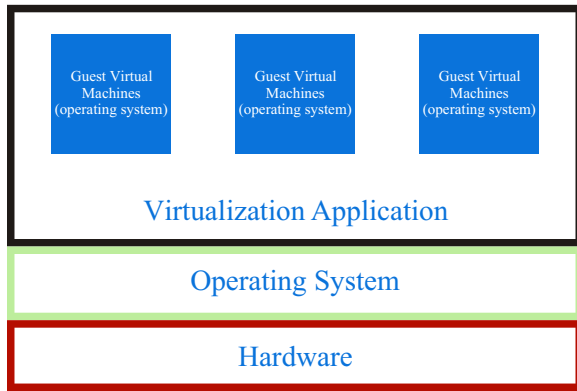 Guest Virtual
Machines
(operating system)
Guest Virtual
Machines
(operating system)
Guest Virtual
Machines
(operating system)
Virtualization Application
Operating System
Hardware